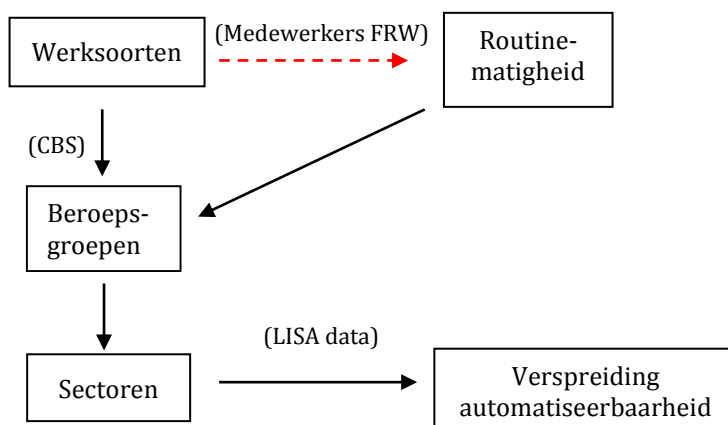 Werksoorten
(Medewerkers FRW)
Routine-
matigheid
(CBS)
Beroeps-
groepen
(LISA data)
Sectoren
Verspreiding
automatiseerbaarheid